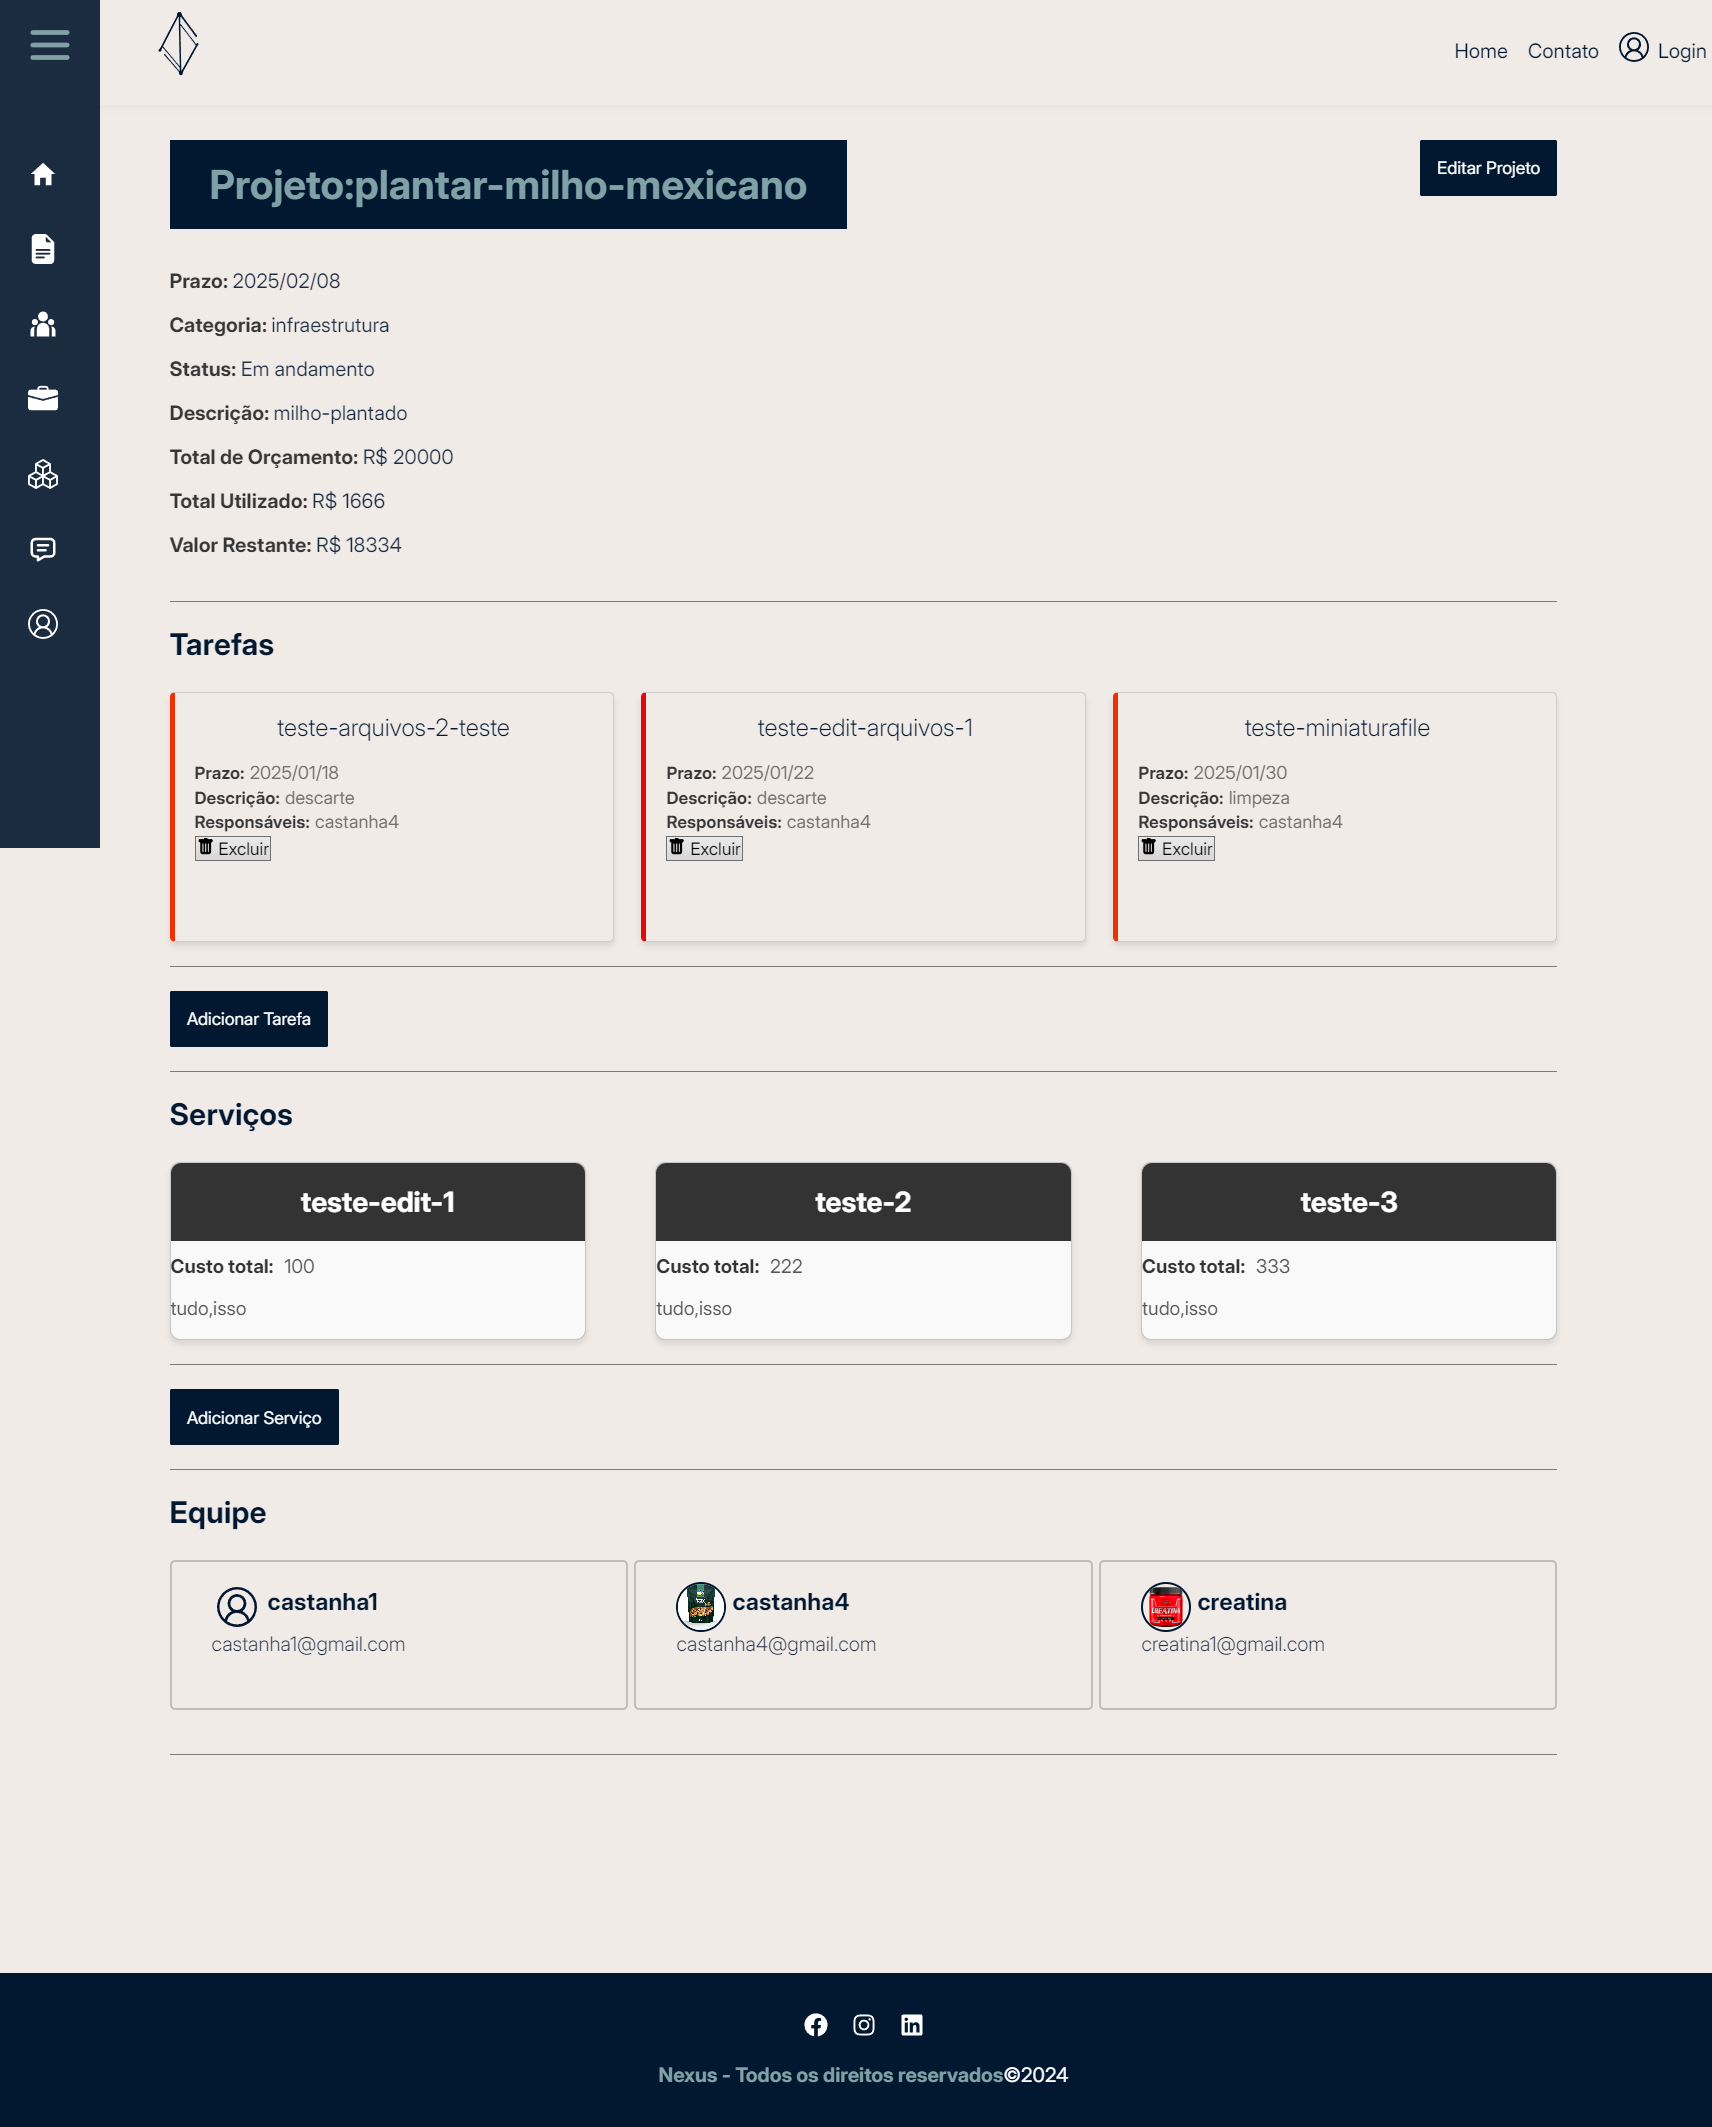 Home Contato Login
Projeto:plantar-milho-mexicano
Editar Projeto
Prazo: 2025/02/08
Categoria: infraestrutura
Status: Em andamento
Descrição: milho-plantado
Total de Orçamento: R$ 20000
Total Utilizado: R$ 1666
Valor Restante: R$ 18334
Tarefas
teste-arquivos-2-teste
Prazo: 2025/01/18
Descrição: descarte
Responsáveis: castanha4
Excluir
teste-edit-arquivos-1
Prazo: 2025/01/22
Descrição: descarte
Responsáveis: castanha4
Excluir
teste-miniaturafile
Prazo: 2025/01/30
Descrição: limpeza
Responsáveis: castanha4
Excluir
Adicionar Tarefa
Serviços
teste-edit-1
Custo total: 100
tudo,isso
teste-2
Custo total: 222
tudo,isso
teste-3
Custo total: 333
tudo,isso
Adicionar Serviço
Equipe
castanha1
castanha1@gmail.com
castanha4
castanha4@gmail.com
CREATINA
creatina
creatina1@gmail.com
Nexus - Todos os direitos reservados©2024